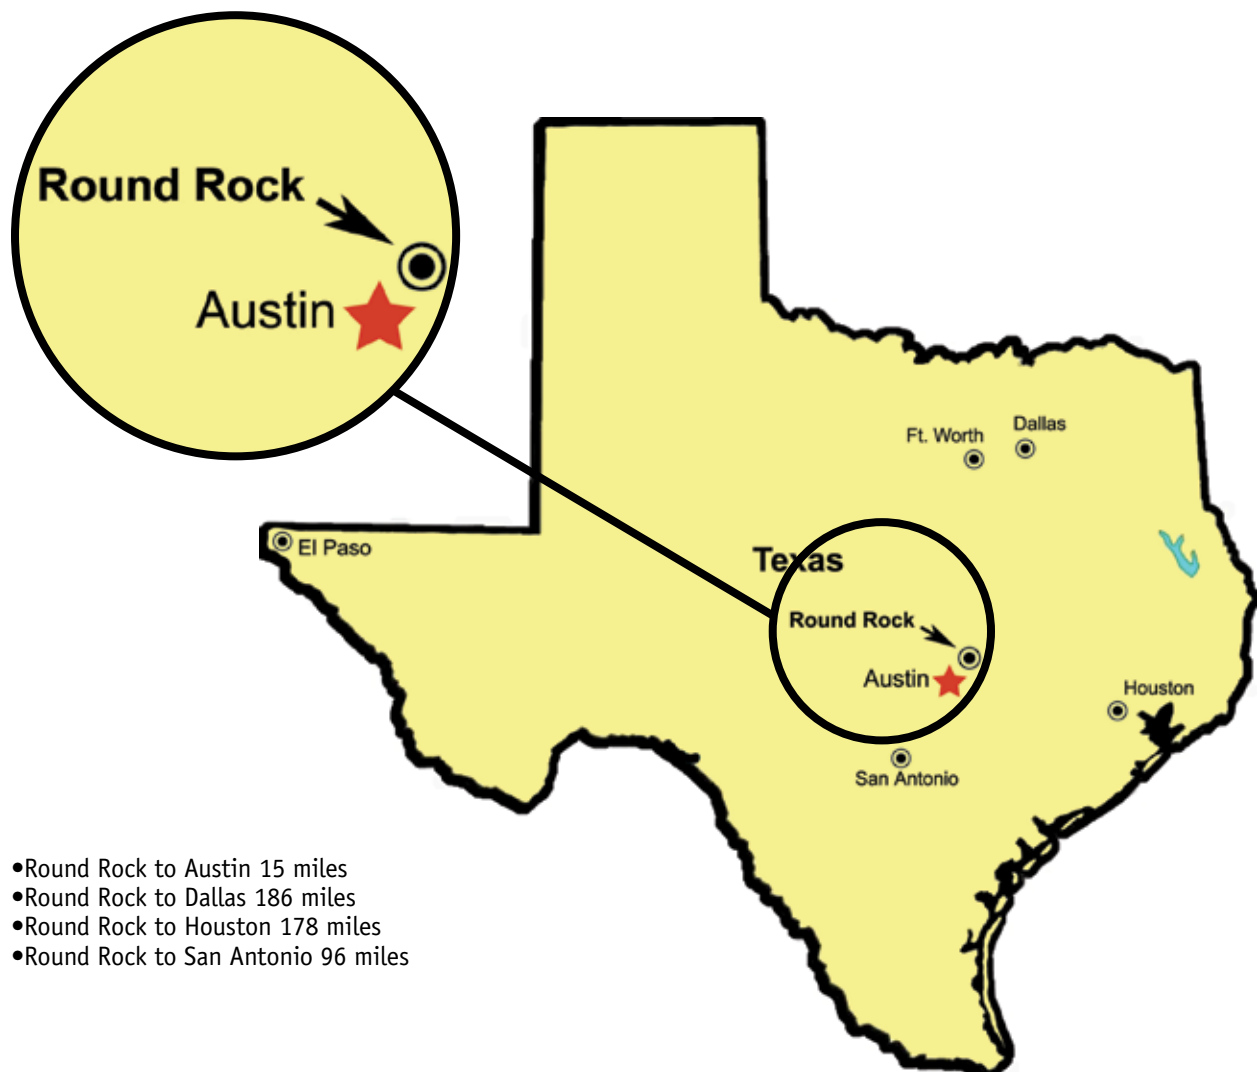 Round Rock
Austin
Ft. Worth
Dallas
El Paso
Texas
Round Rock
Austin
Houston
San Antonio
•Round Rock to Austin 15 miles
•Round Rock to Dallas 186 miles
•Round Rock to Houston 178 miles
•Round Rock to San Antonio 96 miles